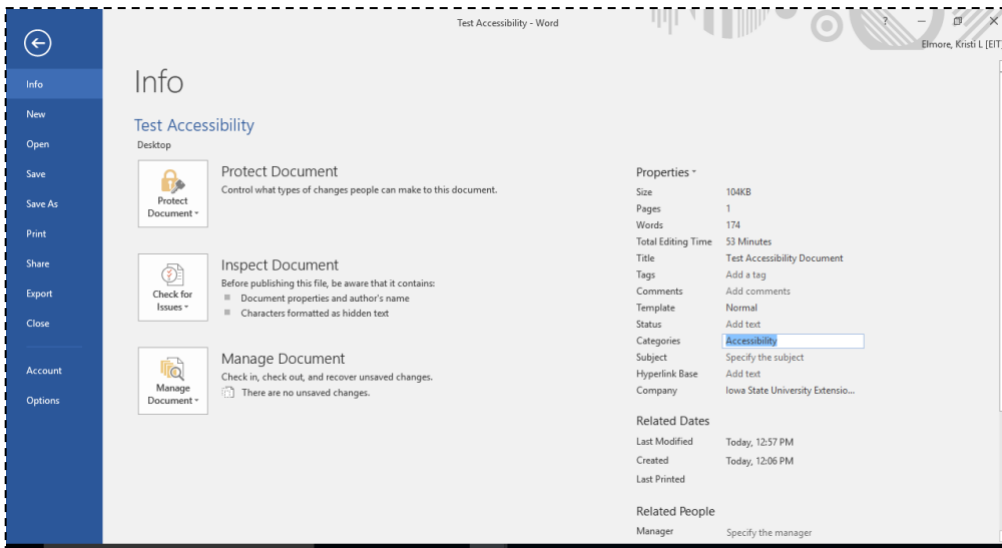 Test Accessibility - Word
?
Elmore, Kristi L [EIT]
Info
New
Open
Save
Save As
Print
Share
Export
Close
Account
Options
Info
Test Accessibility
Desktop
Protect Document
Protect Document
Control what types of changes people can make to this document.
Check for Issues
Inspect Document
Before publishing this file, be aware that it contains:
Document properties and author's name
Characters formatted as hidden text
Manage Document
Manage Document
Check in, check out, and recover unsaved changes.
There are no unsaved changes.
Properties
Size 104KB
Pages 1
Words 174
Total Editing Time 53 Minutes
Title Test Accessibility Document
Tags Add a tag
Comments Add comments
Template Normal
Status Add text
Categories Accessibility
Subject Specify the subject
Hyperlink Base Add text
Company Iowa State University Extensio...
Related Dates
Last Modified Today, 12:57 PM
Created Today, 12:06 PM
Last Printed
Related People
Manager Specify the manager